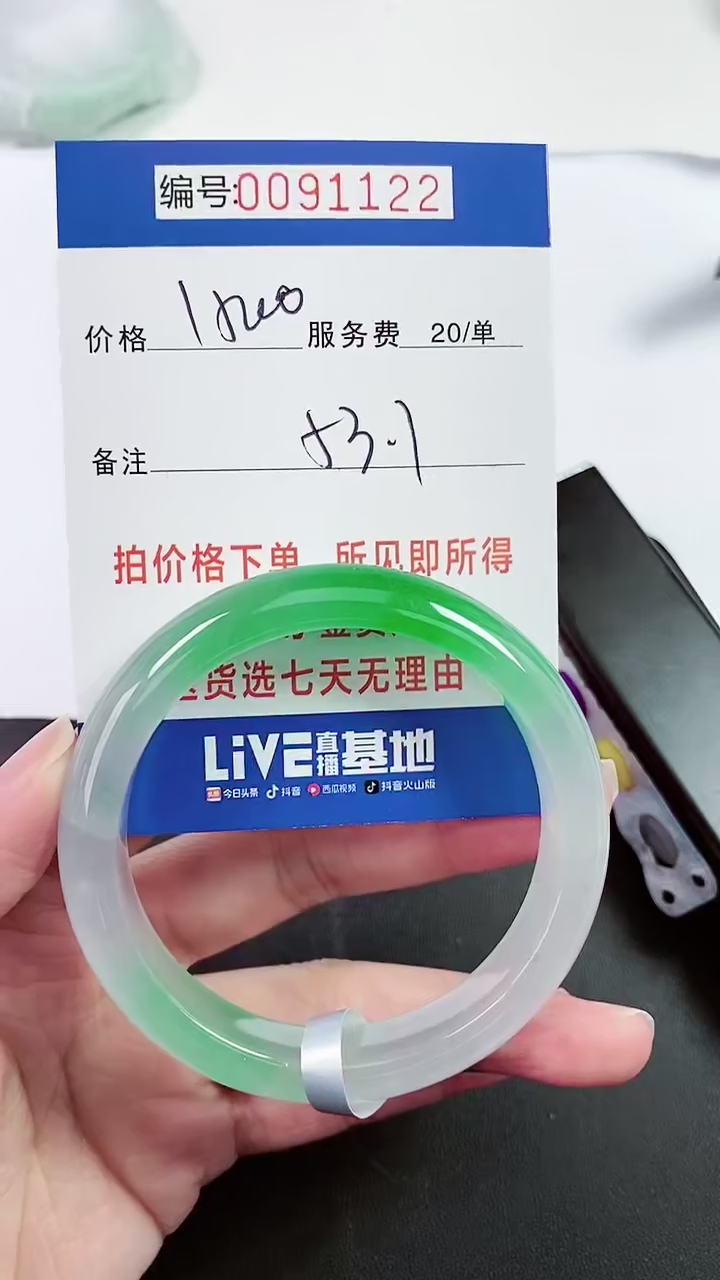 编号:0091122
价格 服务费 20/单
备注 53.1
拍价格下单 所见即所得
货选七天无理由
LiVE直播基地
今日头条 抖音 西瓜视频 抖音火山版